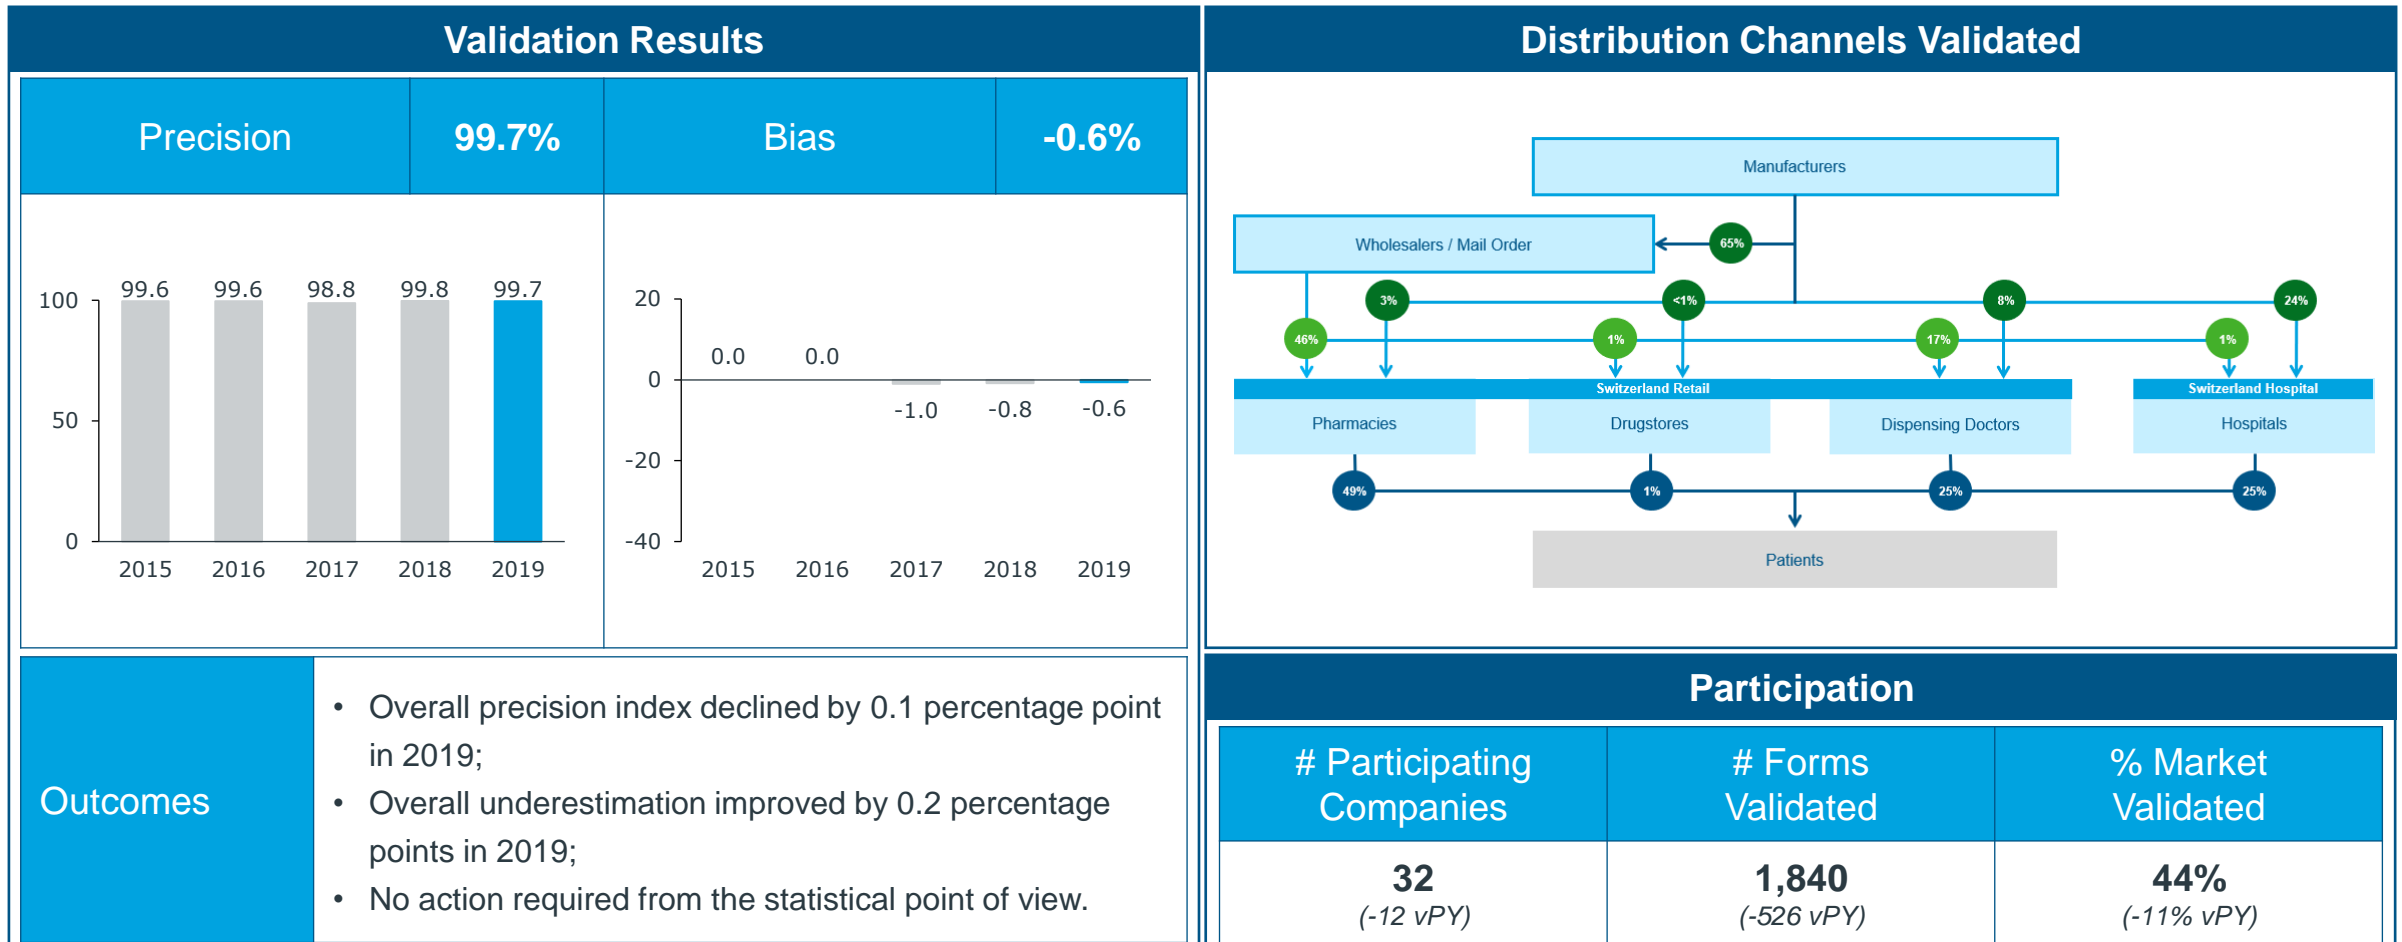 Validation Results
Precision
99.7%
Bias
-0.6%
99.6
99.6
98.8
99.8
99.7
100
50
0
2015
2016
2017
2018
2019
20
0
-20
-40
0.0
0.0
-1.0
-0.8
-0.6
2015
2016
2017
2018
2019
Outcomes
• Overall precision index declined by 0.1 percentage point
in 2019;
• Overall underestimation improved by 0.2 percentage
points in 2019;
• No action required from the statistical point of view.
Distribution Channels Validated
Manufacturers
Wholesalers / Mail Order
65%
3%
<1%
8%
24%
46%
1%
17%
1%
Switzerland Retail
Switzerland Hospital
Pharmacies
Drugstores
Dispensing Doctors
Hospitals
49%
1%
25%
25%
Patients
Participation
# Participating
Companies
# Forms
Validated
% Market
Validated
32
(-12 vPY)
1,840
(-526 vPY)
44%
(-11% vPY)